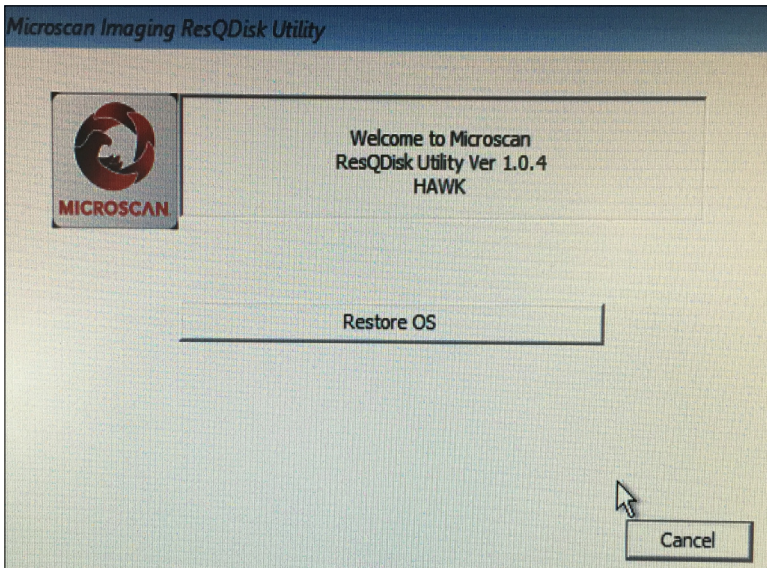 Microscan Imaging ResQDisk Utility
Welcome to Microscan
ResQDisk Utility Ver 1.0.4
HAWK
MICROSCAN
Restore OS
Cancel